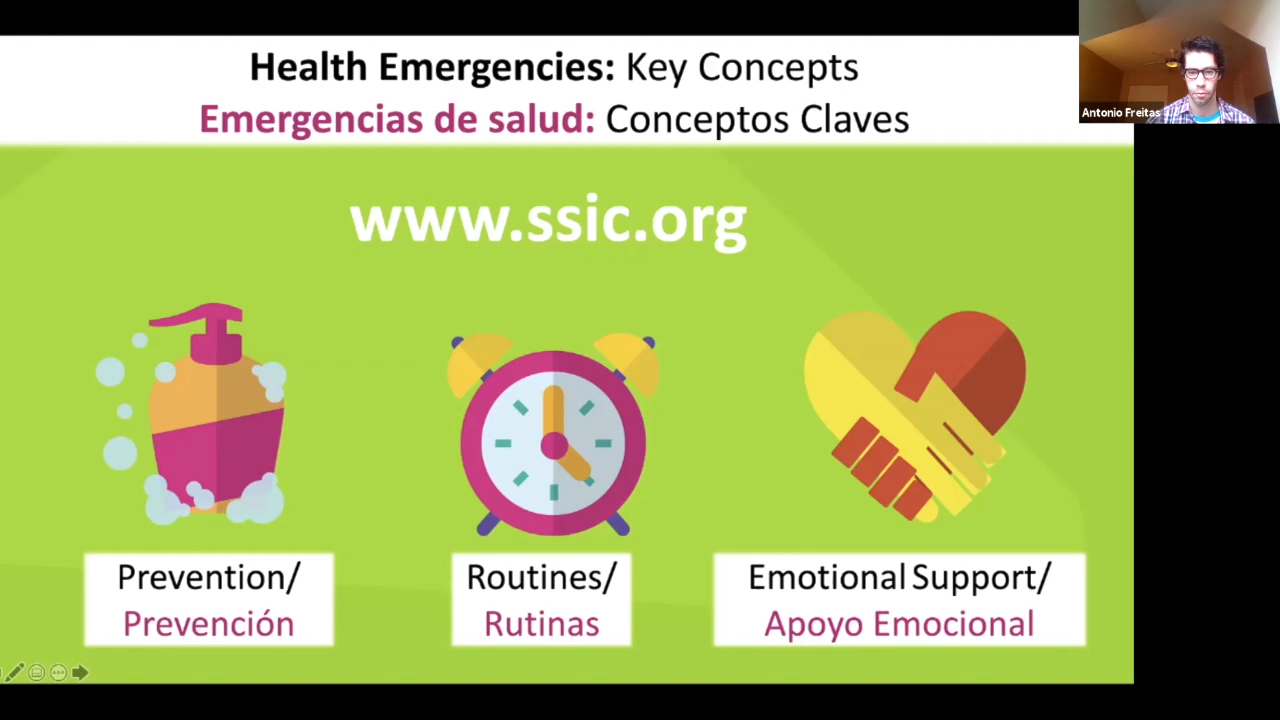 Health Emergencies: Key Concepts
Emergencias de salud: Conceptos Claves
Antonio Freitas
www.ssic.org
Prevention/
Prevención
Routines/
Rutinas
Emotional Support/
Apoyo Emocional